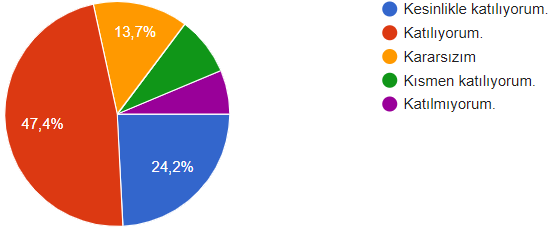 13,7%
47,4%
24,2%
Kesinlikle katılıyorum.
Katılıyorum.
Kararsızım
Kısmen katılıyorum.
Katılmıyorum.